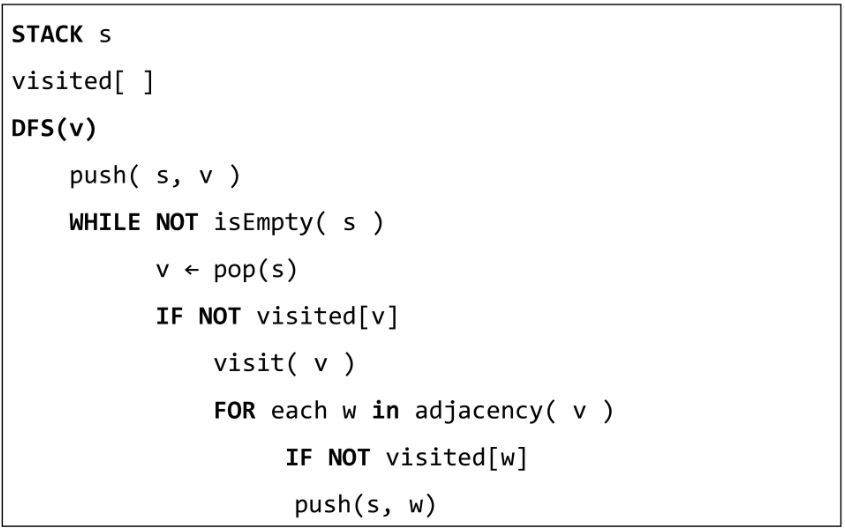 STACK s
visited[ ]
DFS(v)
push( s, v )
WHILE NOT isEmpty( s )
v ← pop(s)
IF NOT visited[v]
visit( v )
FOR each w in adjacency( v )
IF NOT visited[w]
push(s, w)